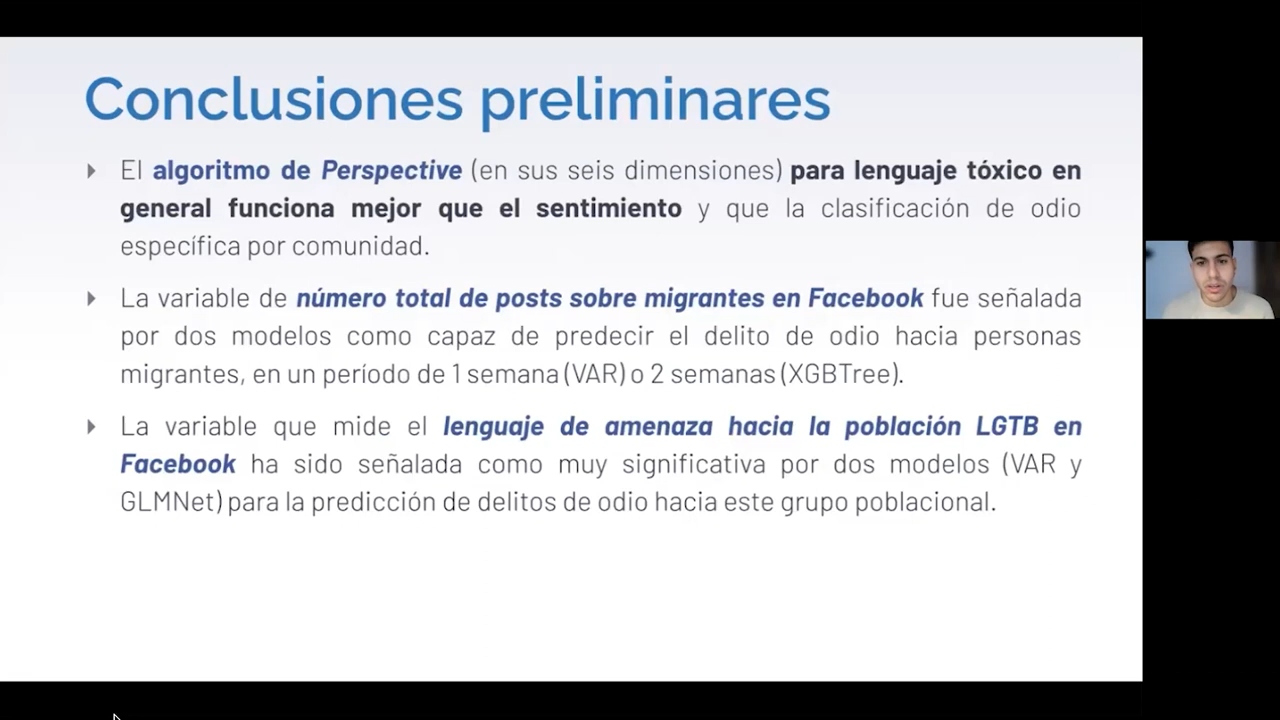 Conclusiones preliminares
El algoritmo de Perspective (en sus seis dimensiones) para lenguaje tóxico en
general funciona mejor que el sentimiento y que la clasificación de odio
específica por comunidad.
La variable de número total de posts sobre migrantes en Facebook fue señalada
por dos modelos como capaz de predecir el delito de odio hacia personas
migrantes, en un período de 1 semana (VAR) o 2 semanas (XGBTree).
La variable que mide el lenguaje de amenaza hacia la población LGTB en
Facebook ha sido señalada como muy significativa por dos modelos (VAR y
GLMNet) para la predicción de delitos de odio hacia este grupo poblacional.